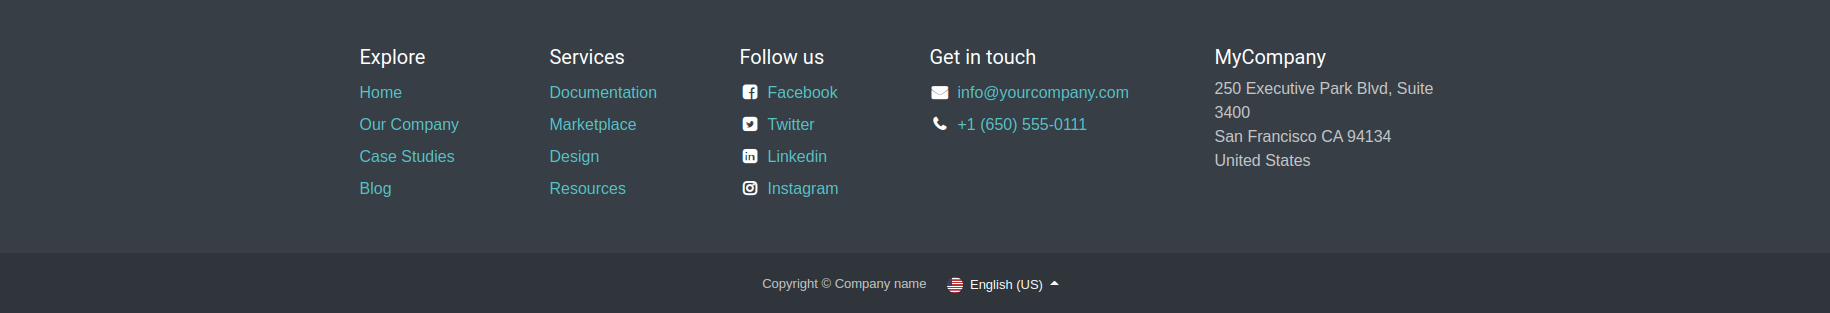 Explore
Home
Our Company
Case Studies
Blog
Services
Documentation
Marketplace
Design
Resources
Follow us
Facebook
Twitter
Linkedin
Instagram
Get in touch
info@yourcompany.com
+1 (650) 555-0111
MyCompany
250 Executive Park Blvd, Suite
3400
San Francisco CA 94134
United States
Copyright © Company name
English (US)